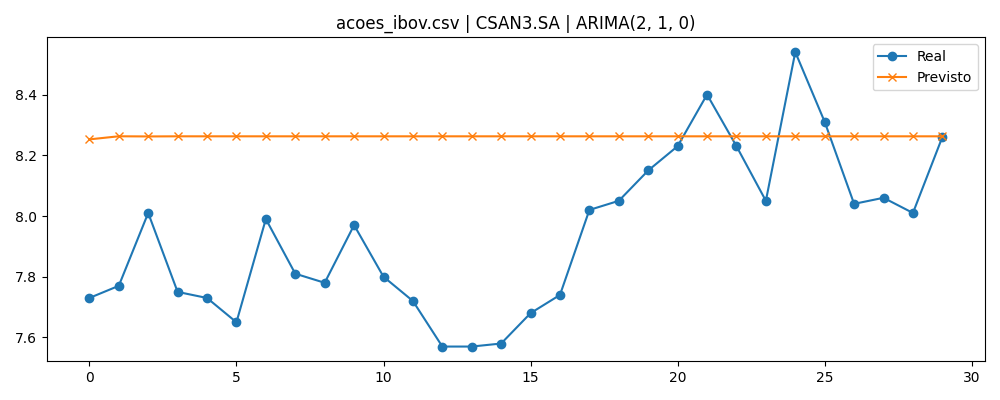 acoes_ibov.csv | CSAN3.SA | ARIMA(2, 1, 0)
Real
Previsto
8.4
8.2
8.0
7.8
7.6
0 5 10 15 20 25 30